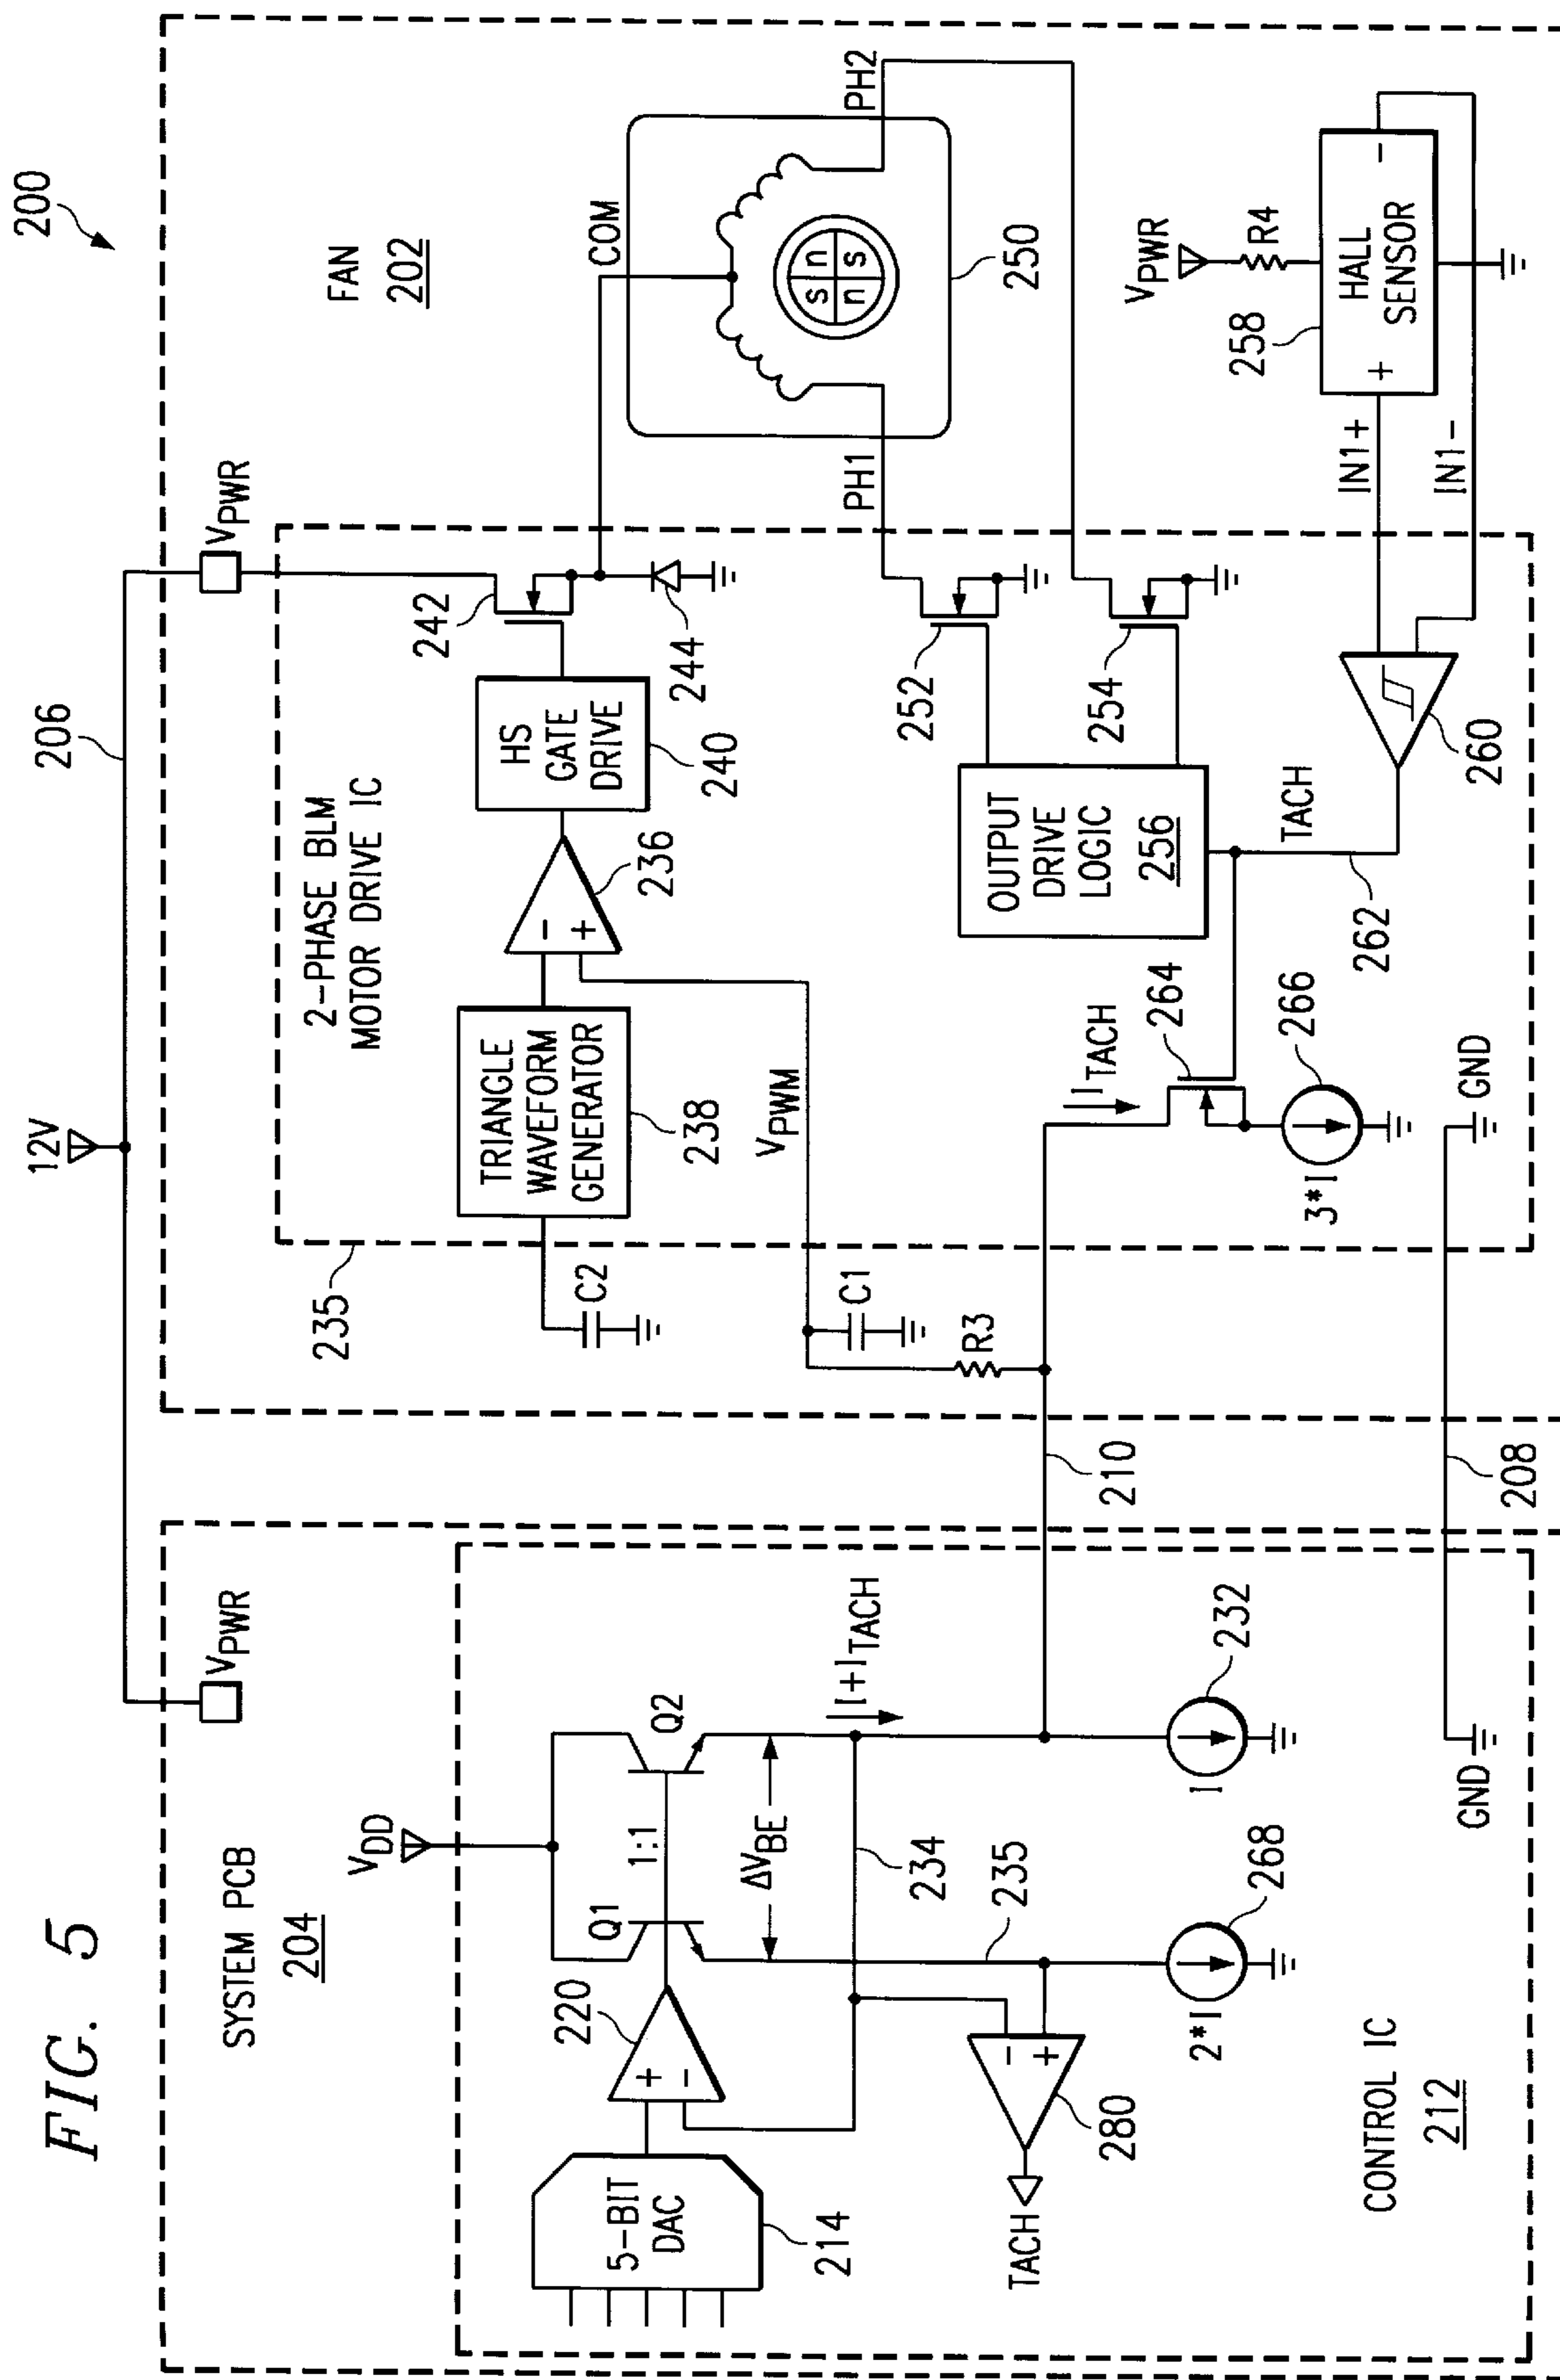 FIG. 5
200
12V
206
SYSTEM PCB
204
VPWR
VDD
Q1
1:1
Q2
220
+
-
5-BIT
DAC
214
ΔVBE
I+ITACH
234
235
-
+
280
TACH
2*I
268
I
232
CONTROL IC
212
GND
210
208
FAN
202
VPWR
235
2-PHASE BLM
MOTOR DRIVE IC
C2
TRIANGLE
WAVEFORM
GENERATOR
238
-
+
236
HS
GATE
DRIVE
240
242
244
COM
PH1
PH2
s
n
n
s
250
VPWM
C1
R3
ITACH
264
3*I
266
OUTPUT
DRIVE
LOGIC
256
252
254
TACH
262
260
IN1+
IN1-
258
+
-
HALL
SENSOR
VPWR
R4
GND